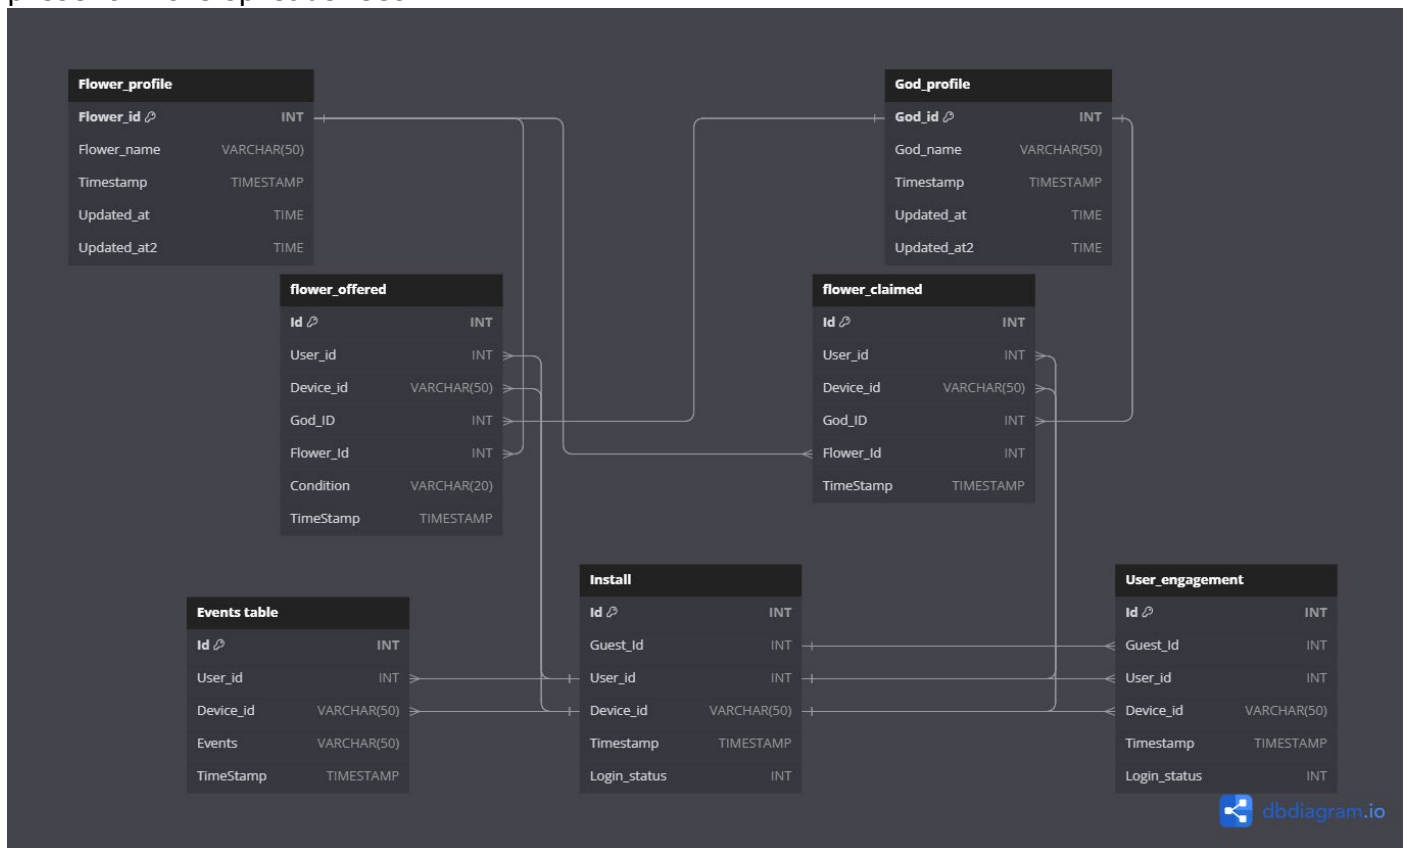 Flower_profile
Flower_id INT
Flower_name VARCHAR(50)
Timestamp TIMESTAMP
Updated_at TIME
Updated_at2 TIME
God_profile
God_id INT
God_name VARCHAR(50)
Timestamp TIMESTAMP
Updated_at TIME
Updated_at2 TIME
flower_offered
Id INT
User_id INT
Device_id VARCHAR(50)
God_ID INT
Flower_Id INT
Condition VARCHAR(20)
TimeStamp TIMESTAMP
flower_claimed
Id INT
User_id INT
Device_id VARCHAR(50)
God_ID INT
Flower_Id INT
TimeStamp TIMESTAMP
Events table
Id INT
User_id INT
Device_id VARCHAR(50)
Events VARCHAR(50)
TimeStamp TIMESTAMP
Install
Id INT
Guest_Id INT
User_id INT
Device_id VARCHAR(50)
Timestamp TIMESTAMP
Login_status INT
User_engagement
Id INT
Guest_Id INT
User_id INT
Device_id VARCHAR(50)
Timestamp TIMESTAMP
Login_status INT
dbdiagram.io